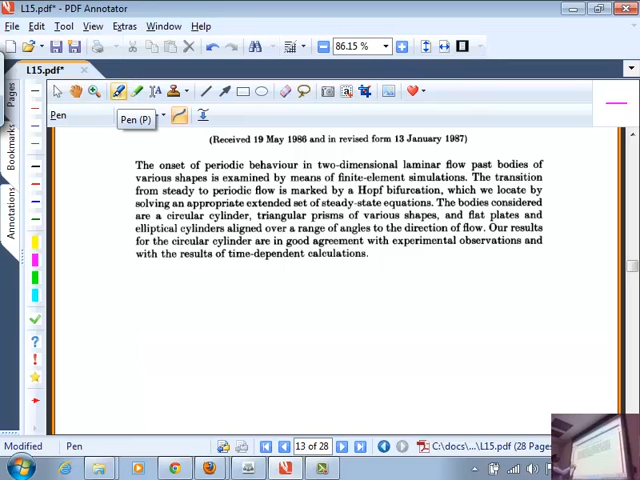 L15.pdf* - PDF Annotator
File Edit Tool View Extras Window Help
86.15%
L15.pdf*
Pen
Pen (P)
Pages
Bookmarks
Annotations
(Received 19 May 1986 and in revised form 13 January 1987)
The onset of periodic behaviour in two-dimensional laminar flow past bodies of
various shapes is examined by means of finite-element simulations. The transition
from steady to periodic flow is marked by a Hopf bifurcation, which we locate by
solving an appropriate extended set of steady-state equations. The bodies considered
are a circular cylinder, triangular prisms of various shapes, and flat plates and
elliptical cylinders aligned over a range of angles to the direction of flow. Our results
for the circular cylinder are in good agreement with experimental observations and
with the results of time-dependent calculations.
Modified Pen 13 of 28 C:\docs\...\L15.pdf (28 Pages